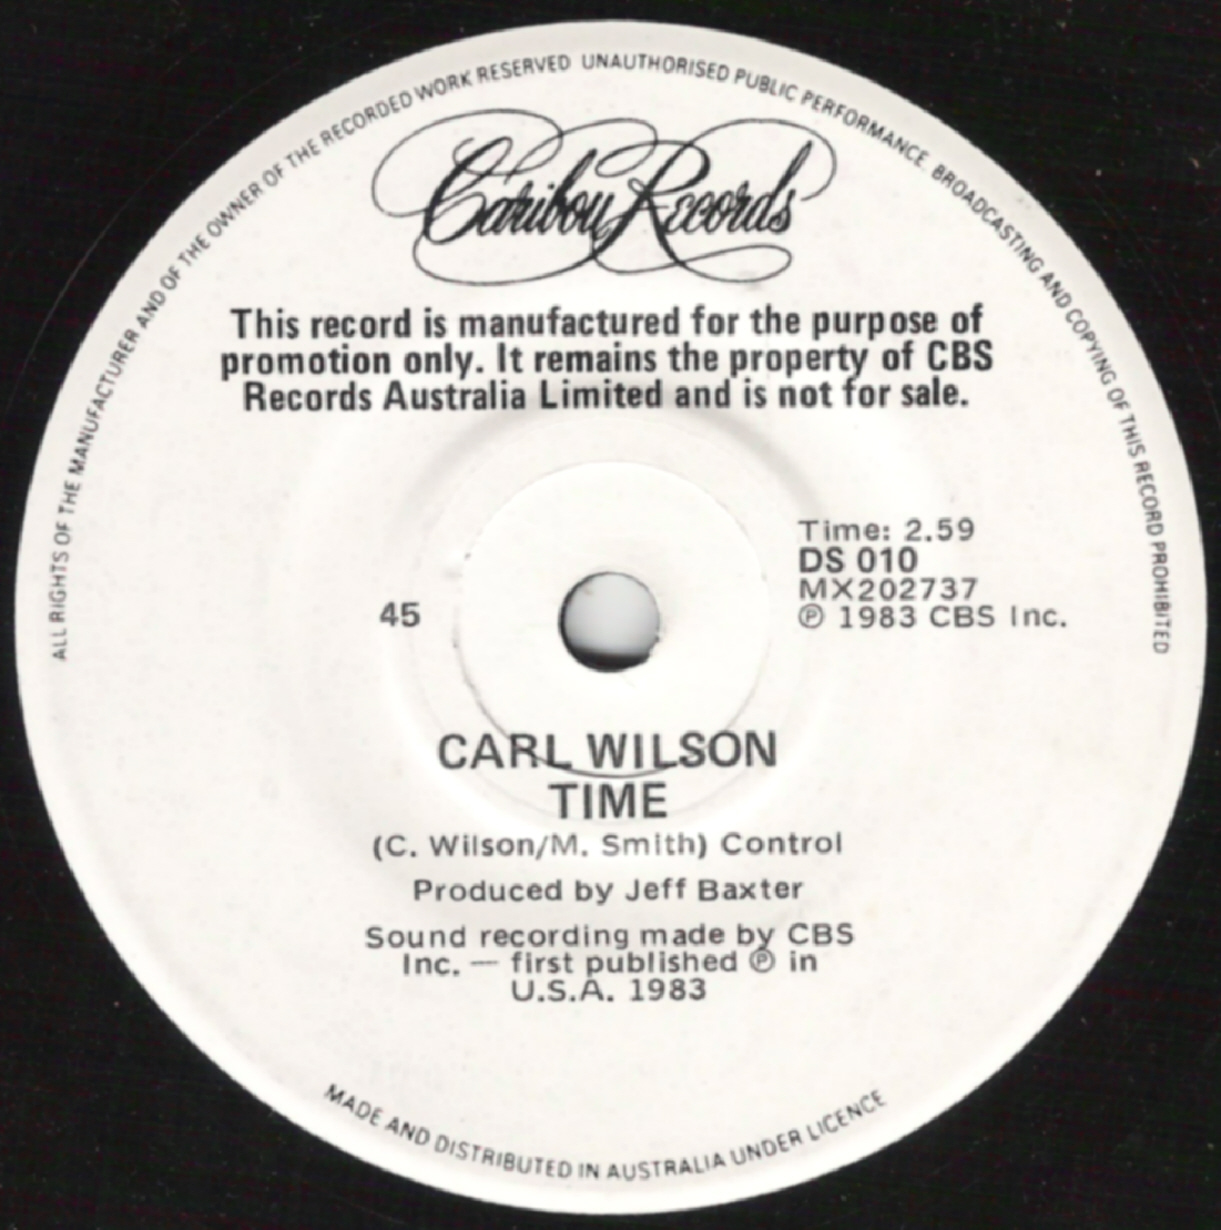 ALL RIGHTS OF THE MANUFACTURER AND OF THE OWNER OF THE RECORDED WORK RESERVED UNAUTHORISED PUBLIC PERFORMANCE. BROADCASTING AND COPYING OF THIS RECORD PROHIBITED
Caribou Records
This record is manufactured for the purpose of
promotion only. It remains the property of CBS
Records Australia Limited and is not for sale.
Time: 2.59
DS 010
MX202737
℗ 1983 CBS Inc.
45
CARL WILSON
TIME
(C. Wilson/M. Smith) Control
Produced by Jeff Baxter
Sound recording made by CBS
Inc. — first published ℗ in
U.S.A. 1983
MADE AND DISTRIBUTED IN AUSTRALIA UNDER LICENCE